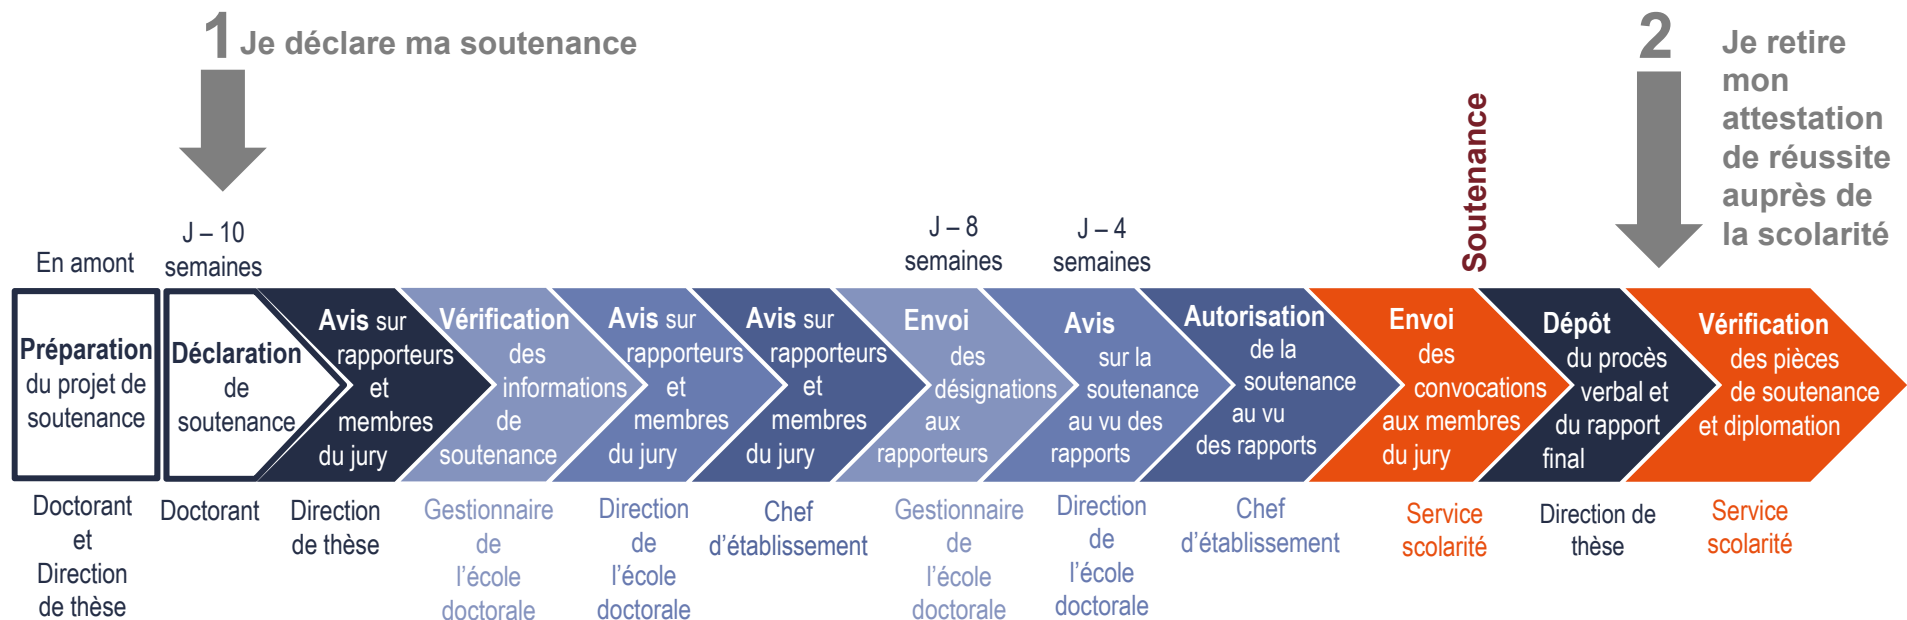 1 Je déclare ma soutenance
2 Je retire
mon
attestation
de réussite
auprès de
la scolarité
Soutenance
En amont
J – 10
semaines
J – 8
semaines
J – 4
semaines
Préparation
du projet de
soutenance
Déclaration
de
soutenance
Avis sur
rapporteurs
et
membres
du jury
Vérification
des
informations
de
soutenance
Avis sur
rapporteurs
et
membres
du jury
Avis sur
rapporteurs
et
membres
du jury
Envoi
des
désignations
aux
rapporteurs
Avis
sur la
soutenance
au vu des
rapports
Autorisation
de la
soutenance
au vu
des rapports
Envoi
des
convocations
aux membres
du jury
Dépôt
du procès
verbal et
du rapport
final
Vérification
des pièces
de soutenance
et diplomation
Doctorant
et
Direction
de thèse
Doctorant
Direction
de thèse
Gestionnaire
de
l'école
doctorale
Direction
de
l'école
doctorale
Chef
d'établissement
Gestionnaire
de
l'école
doctorale
Direction
de
l'école
doctorale
Chef
d'établissement
Service
scolarité
Direction de
thèse
Service
scolarité